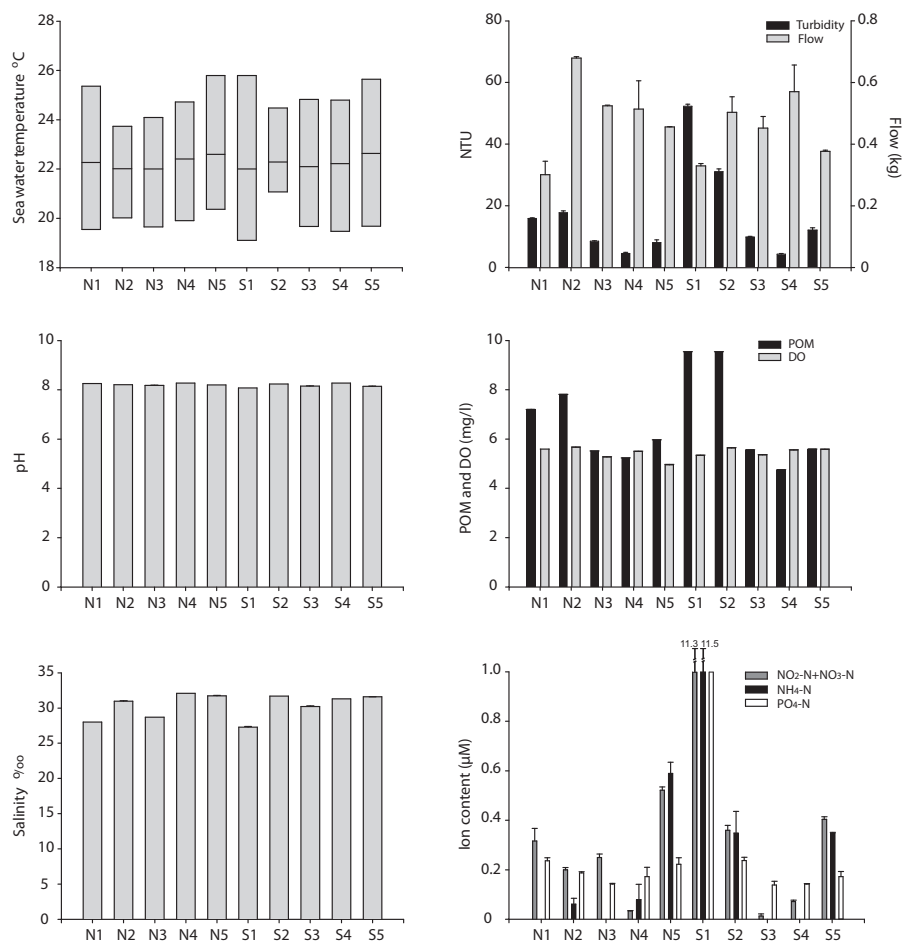 28
26
24
22
20
18
Sea water temperature °C
N1 N2 N3 N4 N5 S1 S2 S3 S4 S5
80
60
40
20
0
NTU
Turbidity
Flow
0.8
0.6
0.4
0.2
0
Flow (kg)
N1 N2 N3 N4 N5 S1 S2 S3 S4 S5
10
8
6
4
2
0
pH
N1 N2 N3 N4 N5 S1 S2 S3 S4 S5
10
8
6
4
2
0
POM and DO (mg/l)
POM
DO
N1 N2 N3 N4 N5 S1 S2 S3 S4 S5
35
30
25
20
15
10
5
0
Salinity ‰
N1 N2 N3 N4 N5 S1 S2 S3 S4 S5
11.3 11.5
1.0
0.8
0.6
0.4
0.2
0
Ion content (μM)
NO2-N+NO3-N
NH4-N
PO4-N
N1 N2 N3 N4 N5 S1 S2 S3 S4 S5